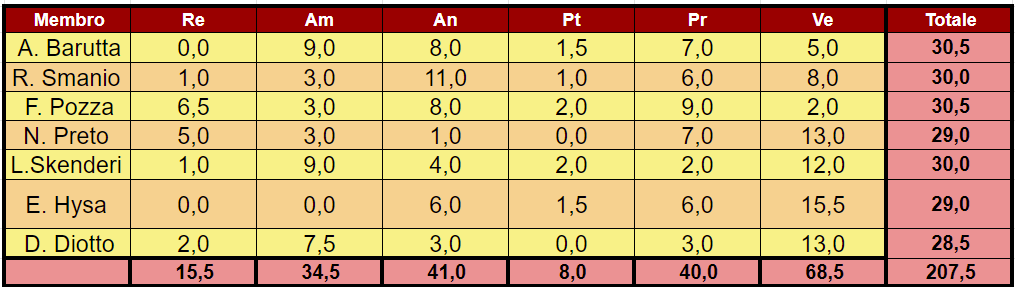 Membro Re Am An Pt Pr Ve Totale
A. Barutta 0,0 9,0 8,0 1,5 7,0 5,0 30,5
R. Smanio 1,0 3,0 11,0 1,0 6,0 8,0 30,0
F. Pozza 6,5 3,0 8,0 2,0 9,0 2,0 30,5
N. Preto 5,0 3,0 1,0 0,0 7,0 13,0 29,0
L.Skenderi 1,0 9,0 4,0 2,0 2,0 12,0 30,0
E. Hysa 0,0 0,0 6,0 1,5 6,0 15,5 29,0
D. Diotto 2,0 7,5 3,0 0,0 3,0 13,0 28,5
15,5 34,5 41,0 8,0 40,0 68,5 207,5